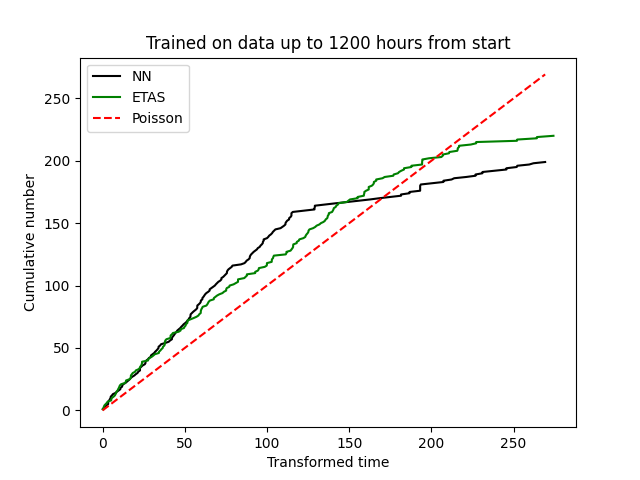 Trained on data up to 1200 hours from start
NN
ETAS
Poisson
Cumulative number
250
200
150
100
50
0
0 50 100 150 200 250
Transformed time